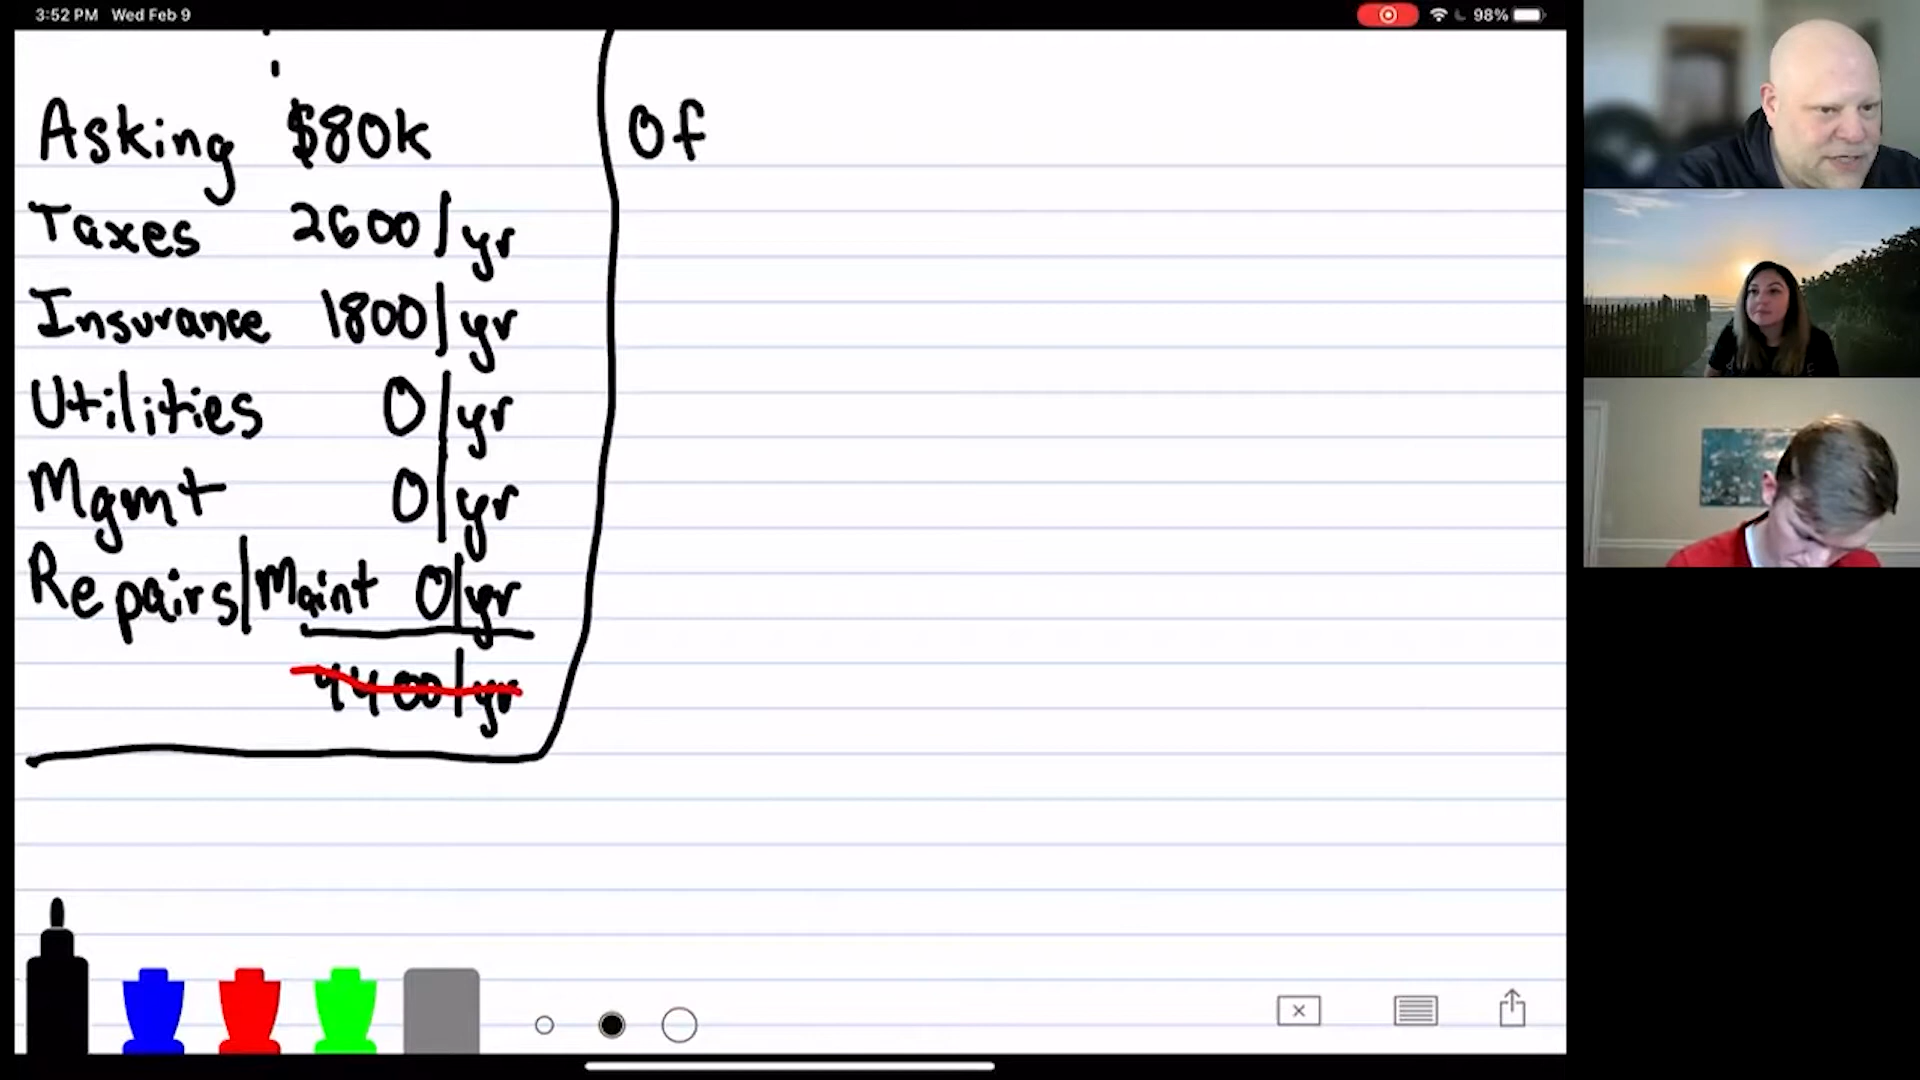 3:52 PM Wed Feb 9
98%
Asking $80k
Of
Taxes 2600/yr
Insurance 1800/yr
Utilities 0/yr
Mgmt 0/yr
Repairs/Maint 0/yr
4400/yr